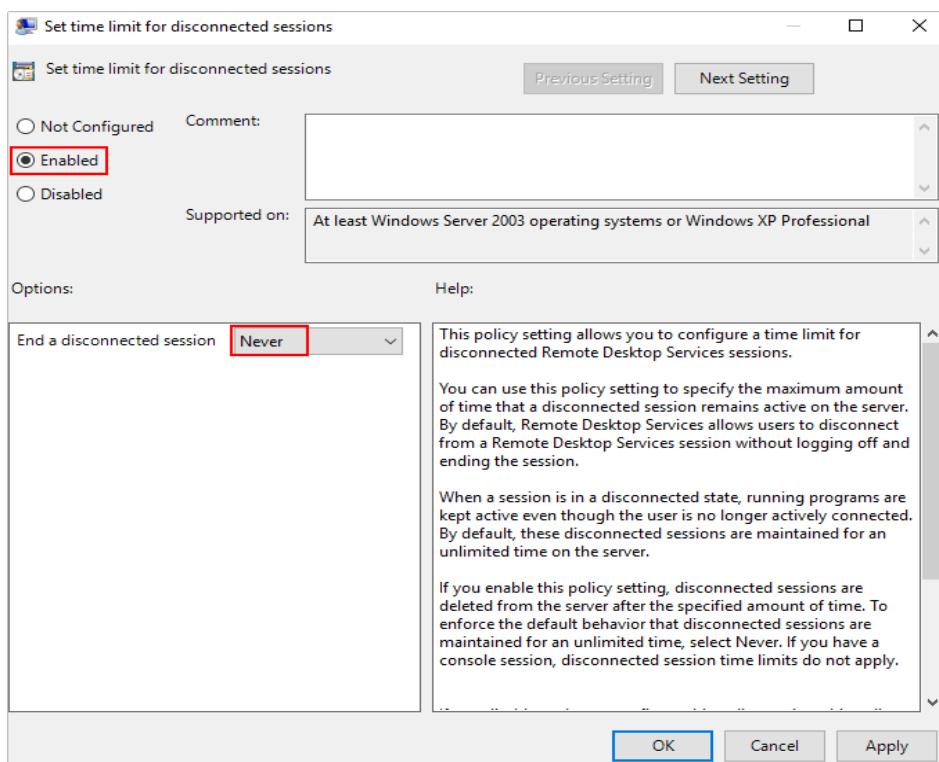 Set time limit for disconnected sessions
Set time limit for disconnected sessions
Previous Setting
Next Setting
Not Configured
Comment:
Enabled
Disabled
Supported on:
At least Windows Server 2003 operating systems or Windows XP Professional
Options:
Help:
End a disconnected session
Never
This policy setting allows you to configure a time limit for
disconnected Remote Desktop Services sessions.
You can use this policy setting to specify the maximum amount
of time that a disconnected session remains active on the server.
By default, Remote Desktop Services allows users to disconnect
from a Remote Desktop Services session without logging off and
ending the session.
When a session is in a disconnected state, running programs are
kept active even though the user is no longer actively connected.
By default, these disconnected sessions are maintained for an
unlimited time on the server.
If you enable this policy setting, disconnected sessions are
deleted from the server after the specified amount of time. To
enforce the default behavior that disconnected sessions are
maintained for an unlimited time, select Never. If you have a
console session, disconnected session time limits do not apply.
OK
Cancel
Apply